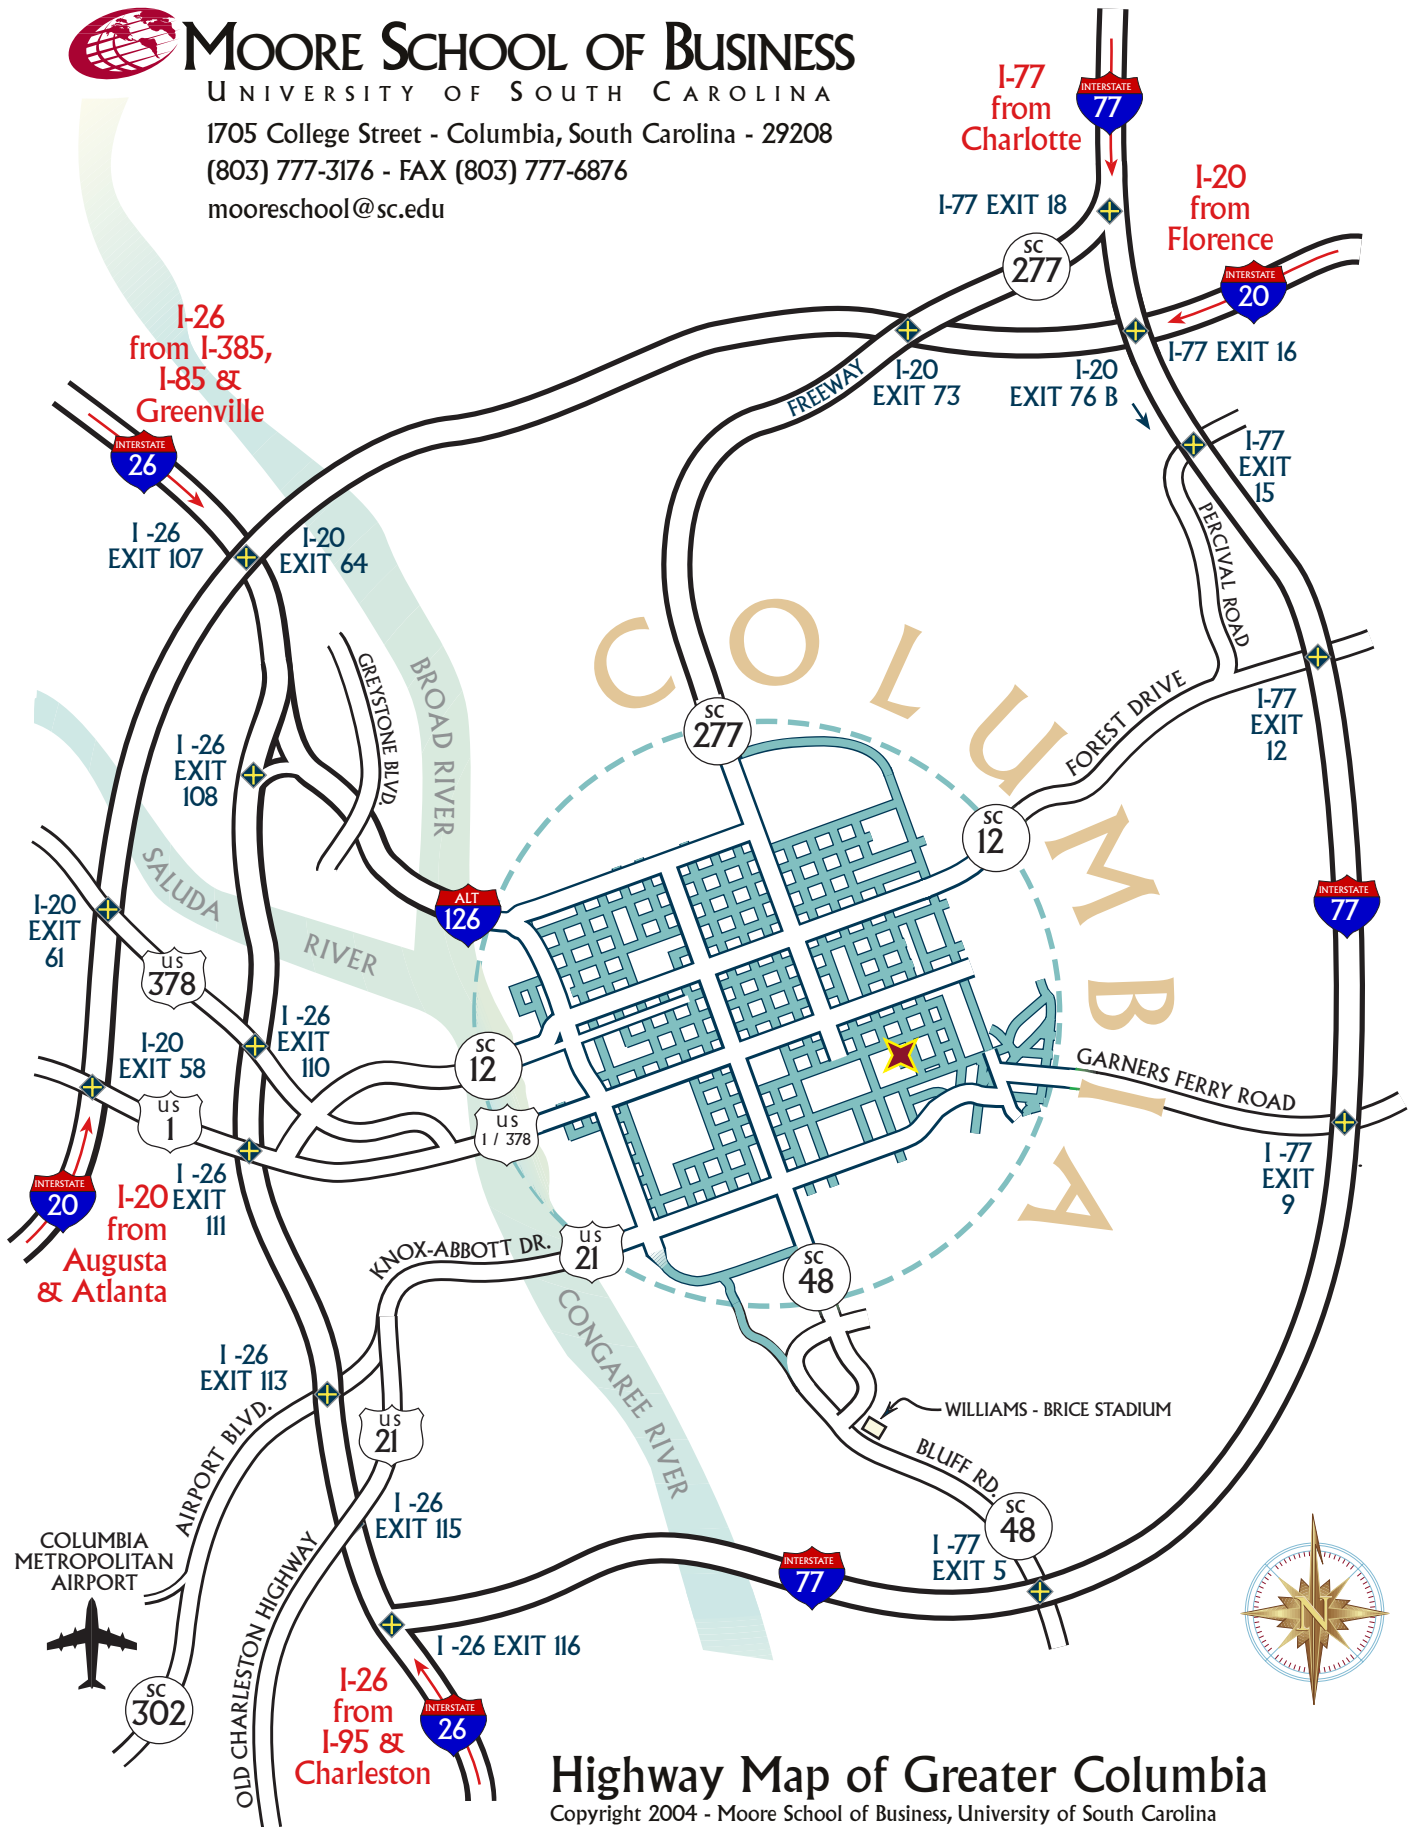 MOORE SCHOOL OF BUSINESS
UNIVERSITY OF SOUTH CAROLINA
1705 College Street - Columbia, South Carolina - 29208
(803) 777-3176 - FAX (803) 777-6876
mooreschool@sc.edu
I-77
from
Charlotte
INTERSTATE
77
I-20
from
Florence
I-77 EXIT 18
SC
277
INTERSTATE
20
I-26
from I-385,
I-85 &
Greenville
I-77 EXIT 16
I-20
EXIT 73
I-20
EXIT 76 B
FREEWAY
INTERSTATE
26
I-77
EXIT
15
I -26
EXIT 107
I-20
EXIT 64
PERCIVAL ROAD
COLUMBIA
GREYSTONE BLVD.
BROAD RIVER
FOREST DRIVE
I-77
EXIT
12
SC
277
I -26
EXIT
108
SC
12
SALUDA
RIVER
ALT
126
INTERSTATE
77
I-20
EXIT
61
US
378
I -26
EXIT
110
I-20
EXIT 58
SC
12
GARNERS FERRY ROAD
US
1
US
1 / 378
I -77
EXIT
9
I -26
EXIT
111
INTERSTATE
20
I-20
from
Augusta
& Atlanta
KNOX-ABBOTT DR.
US
21
SC
48
CONGAREE RIVER
I -26
EXIT 113
AIRPORT BLVD.
US
21
WILLIAMS - BRICE STADIUM
BLUFF RD.
I -26
EXIT 115
SC
48
COLUMBIA
METROPOLITAN
AIRPORT
OLD CHARLESTON HIGHWAY
I -77
EXIT 5
INTERSTATE
77
N
I -26 EXIT 116
SC
302
I-26
from
I-95 &
Charleston
INTERSTATE
26
Highway Map of Greater Columbia
Copyright 2004 - Moore School of Business, University of South Carolina